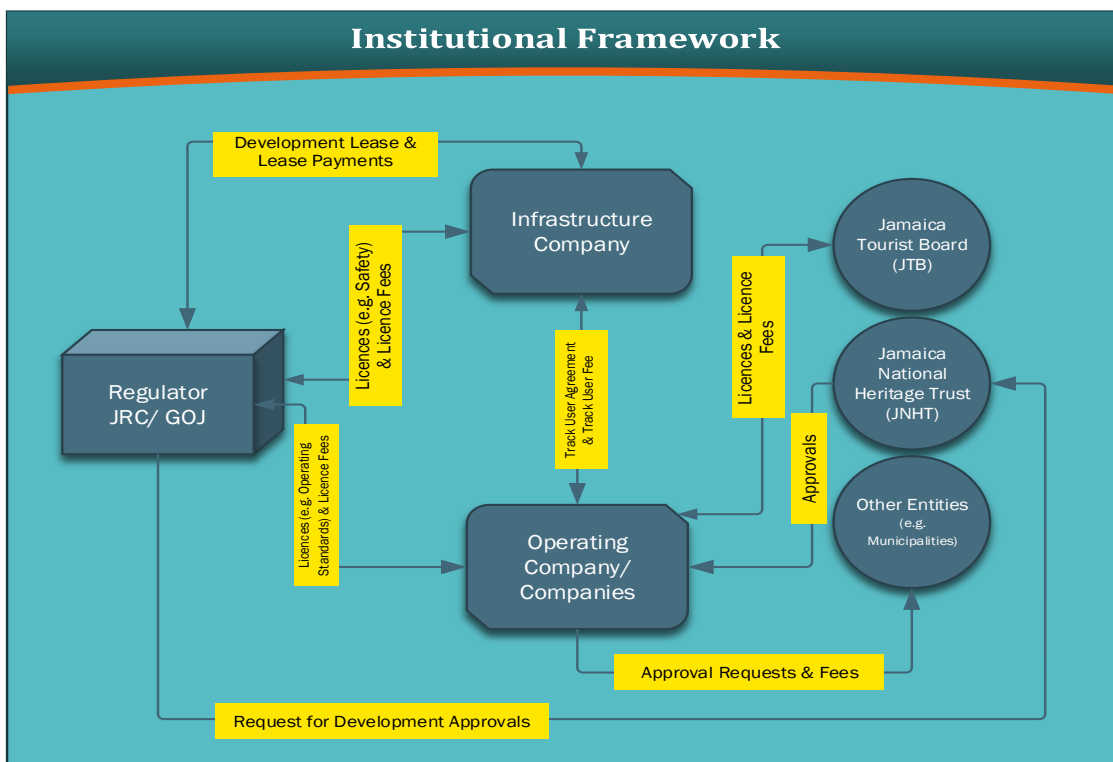 Institutional Framework
Development Lease &
Lease Payments
Infrastructure
Company
Jamaica
Tourist Board
(JTB)
Licences (e.g. Safety)
& Licence Fees
Licences & Licence
Fees
Regulator
JRC/ GOJ
Track User Agreement
& Track User Fee
Jamaica
National
Heritage Trust
(JNHT)
Approvals
Licences (e.g. Operating
Standards) & Licence Fees
Other Entities
(e.g.
Municipalities)
Operating
Company/
Companies
Approval Requests & Fees
Request for Development Approvals